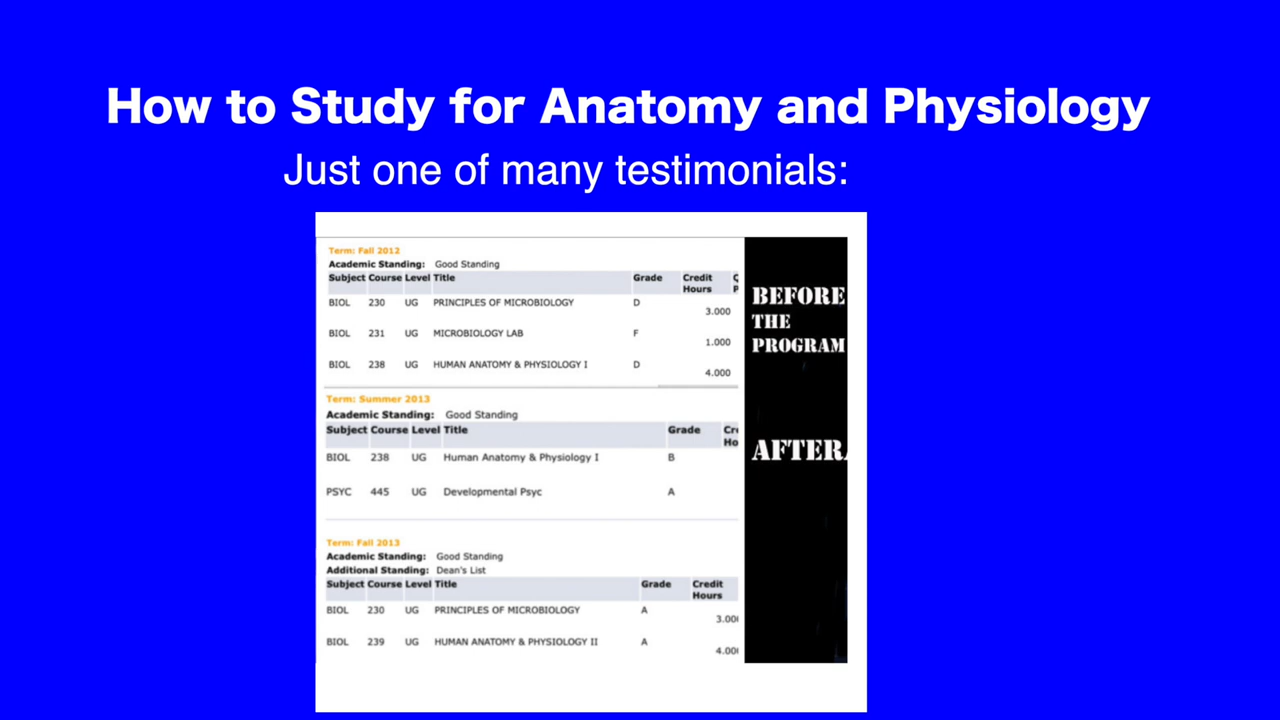 How to Study for Anatomy and Physiology
Just one of many testimonials:
Term: Fall 2012
Academic Standing: Good Standing
Subject Course Level Title Grade Credit Hours
BIOL 230 UG PRINCIPLES OF MICROBIOLOGY D 3.000
BIOL 231 UG MICROBIOLOGY LAB F 1.000
BIOL 238 UG HUMAN ANATOMY & PHYSIOLOGY I D 4.000
BEFORE
THE
PROGRAM
Term: Summer 2013
Academic Standing: Good Standing
Subject Course Level Title Grade
BIOL 238 UG Human Anatomy & Physiology I B
PSYC 445 UG Developmental Psyc A
AFTER
Term: Fall 2013
Academic Standing: Good Standing
Additional Standing: Dean's List
Subject Course Level Title Grade Credit Hours
BIOL 230 UG PRINCIPLES OF MICROBIOLOGY A 3.00
BIOL 239 UG HUMAN ANATOMY & PHYSIOLOGY II A 4.00